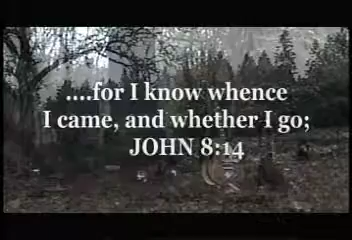 ....for I know whence
I came, and whether I go;
JOHN 8:14